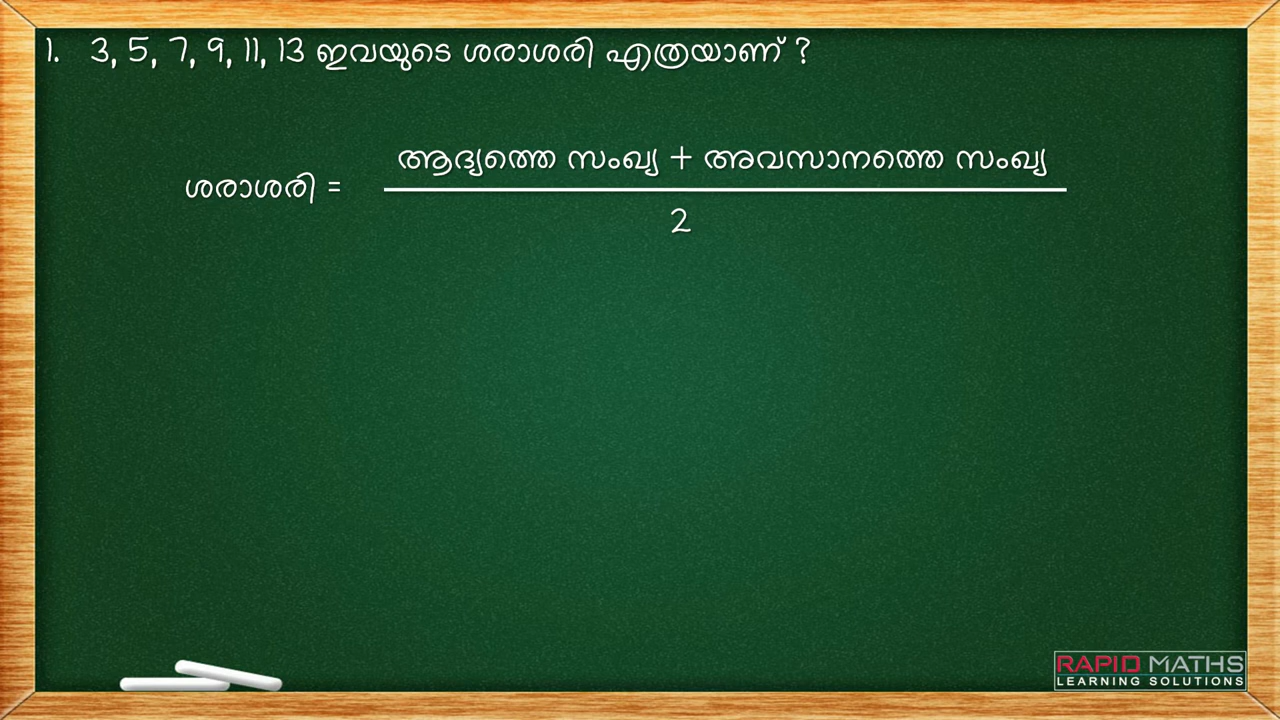 1. 3, 5, 7, 9, 11, 13 ഇവയുടെ ശരാശരി എത്രയാണ് ?
ആദ്യത്തെ സംഖ്യ + അവസാനത്തെ സംഖ്യ
ശരാശരി =
2
RAPID MATHS
LEARNING SOLUTIONS